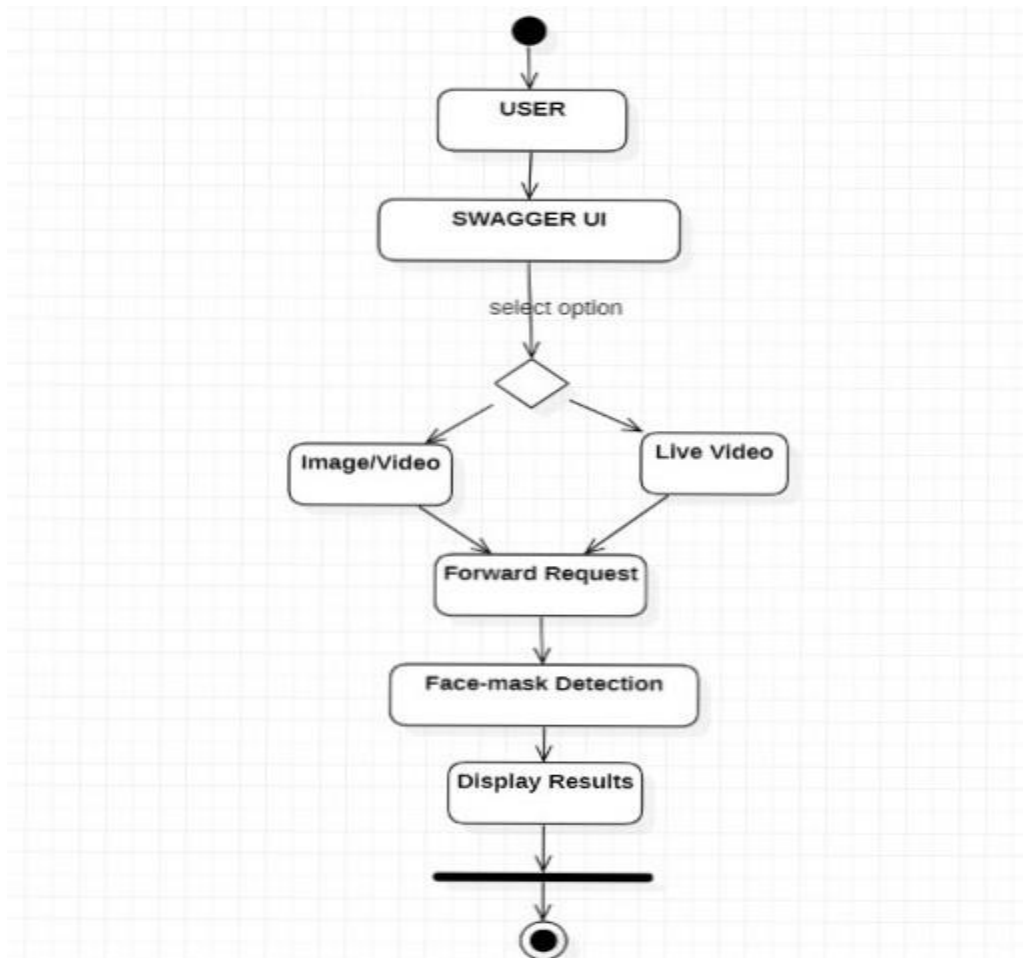 USER
SWAGGER UI
select option
Image/Video
Live Video
Forward Request
Face-mask Detection
Display Results